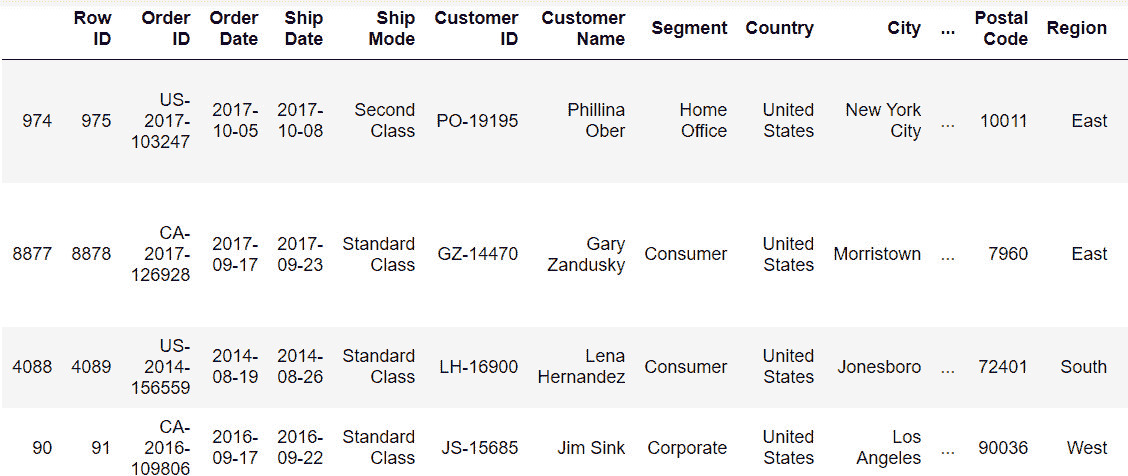 Row ID Order ID Order Date Ship Date Ship Mode Customer ID Customer Name Segment Country City ... Postal Code Region
974 975 US-2017-103247 2017-10-05 2017-10-08 Second Class PO-19195 Phillina Ober Home Office United States New York City ... 10011 East
8877 8878 CA-2017-126928 2017-09-17 2017-09-23 Standard Class GZ-14470 Gary Zandusky Consumer United States Morristown ... 7960 East
4088 4089 US-2014-156559 2014-08-19 2014-08-26 Standard Class LH-16900 Lena Hernandez Consumer United States Jonesboro ... 72401 South
90 91 CA-2016-109806 2016-09-17 2016-09-22 Standard Class JS-15685 Jim Sink Corporate United States Los Angeles ... 90036 West